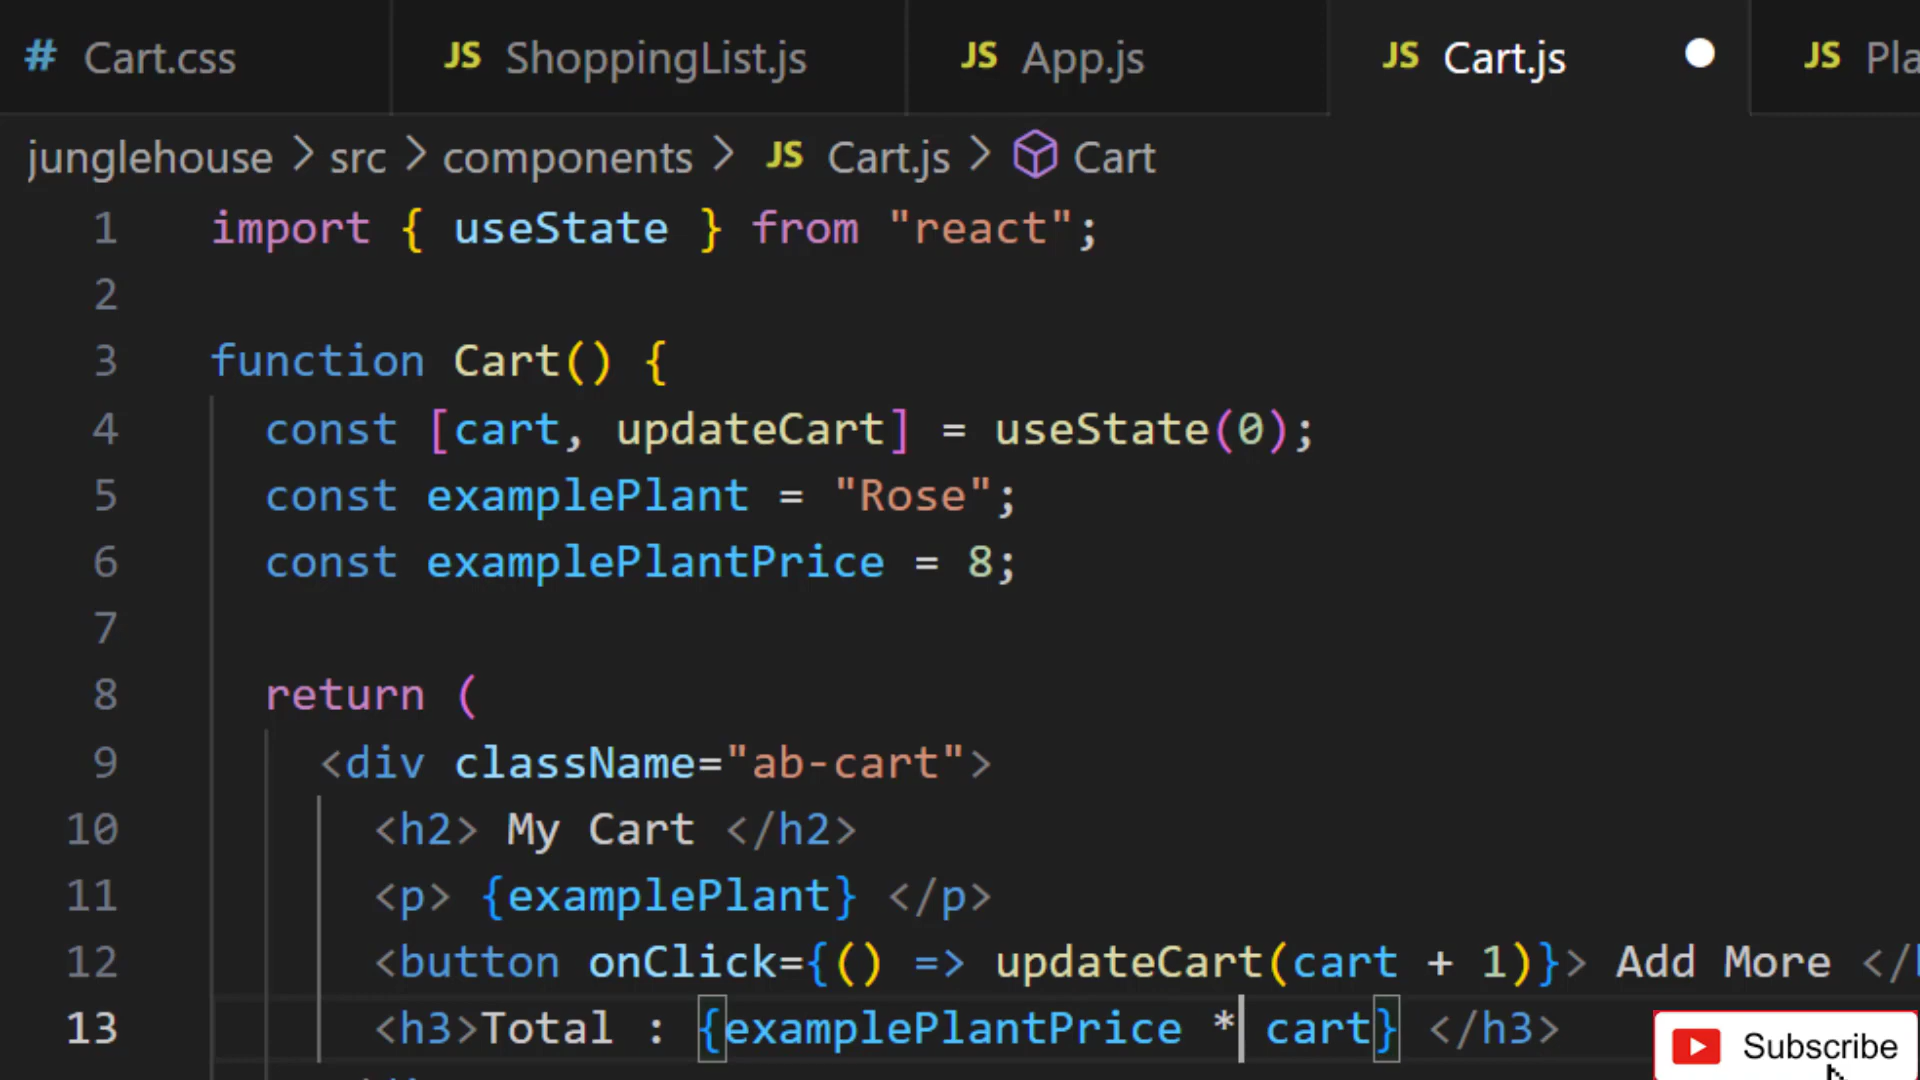 # Cart.css JS ShoppingList.js JS App.js JS Cart.js JS Pla
junglehouse > src > components > JS Cart.js > Cart
1 import { useState } from "react";
2
3 function Cart() {
4 const [cart, updateCart] = useState(0);
5 const examplePlant = "Rose";
6 const examplePlantPrice = 8;
7
8 return (
9 <div className="ab-cart">
10 <h2> My Cart </h2>
11 <p> {examplePlant} </p>
12 <button onClick={() => updateCart(cart + 1)}> Add More </
13 <h3>Total : {examplePlantPrice * cart} </h3>
Subscribe